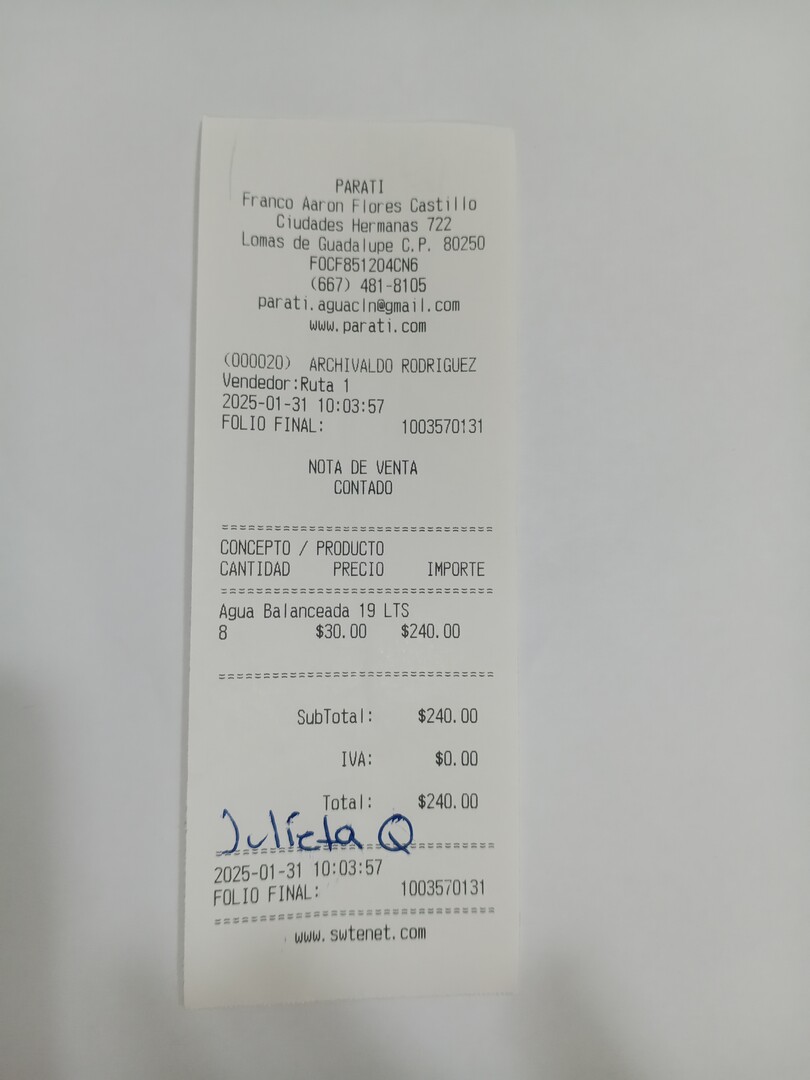 PARATI
Franco Aaron Flores Castillo
Ciudades Hermanas 722
Lomas de Guadalupe C.P. 80250
FOCF851204CN6
(667) 481-8105
parati.aguacln@gmail.com
www.parati.com
(000020) ARCHIVALDO RODRIGUEZ
Vendedor:Ruta 1
2025-01-31 10:03:57
FOLIO FINAL: 1003570131
NOTA DE VENTA
CONTADO
===============================
CONCEPTO / PRODUCTO
CANTIDAD PRECIO IMPORTE
===============================
Agua Balanceada 19 LTS
8 $30.00 $240.00
===============================
SubTotal: $240.00
IVA: $0.00
Total: $240.00
Julieta Q
===============================
2025-01-31 10:03:57
FOLIO FINAL: 1003570131
===============================
www.swtenet.com